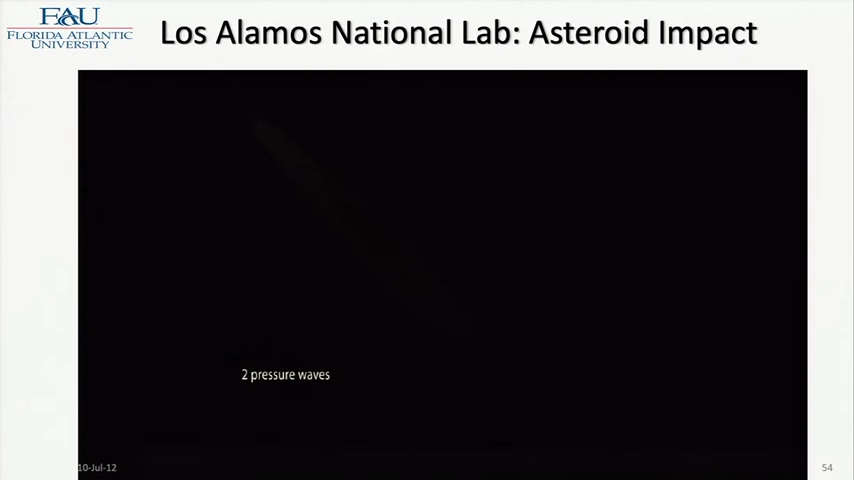 FAU
FLORIDA ATLANTIC
UNIVERSITY
Los Alamos National Lab: Asteroid Impact
2 pressure waves
10-Jul-12
54